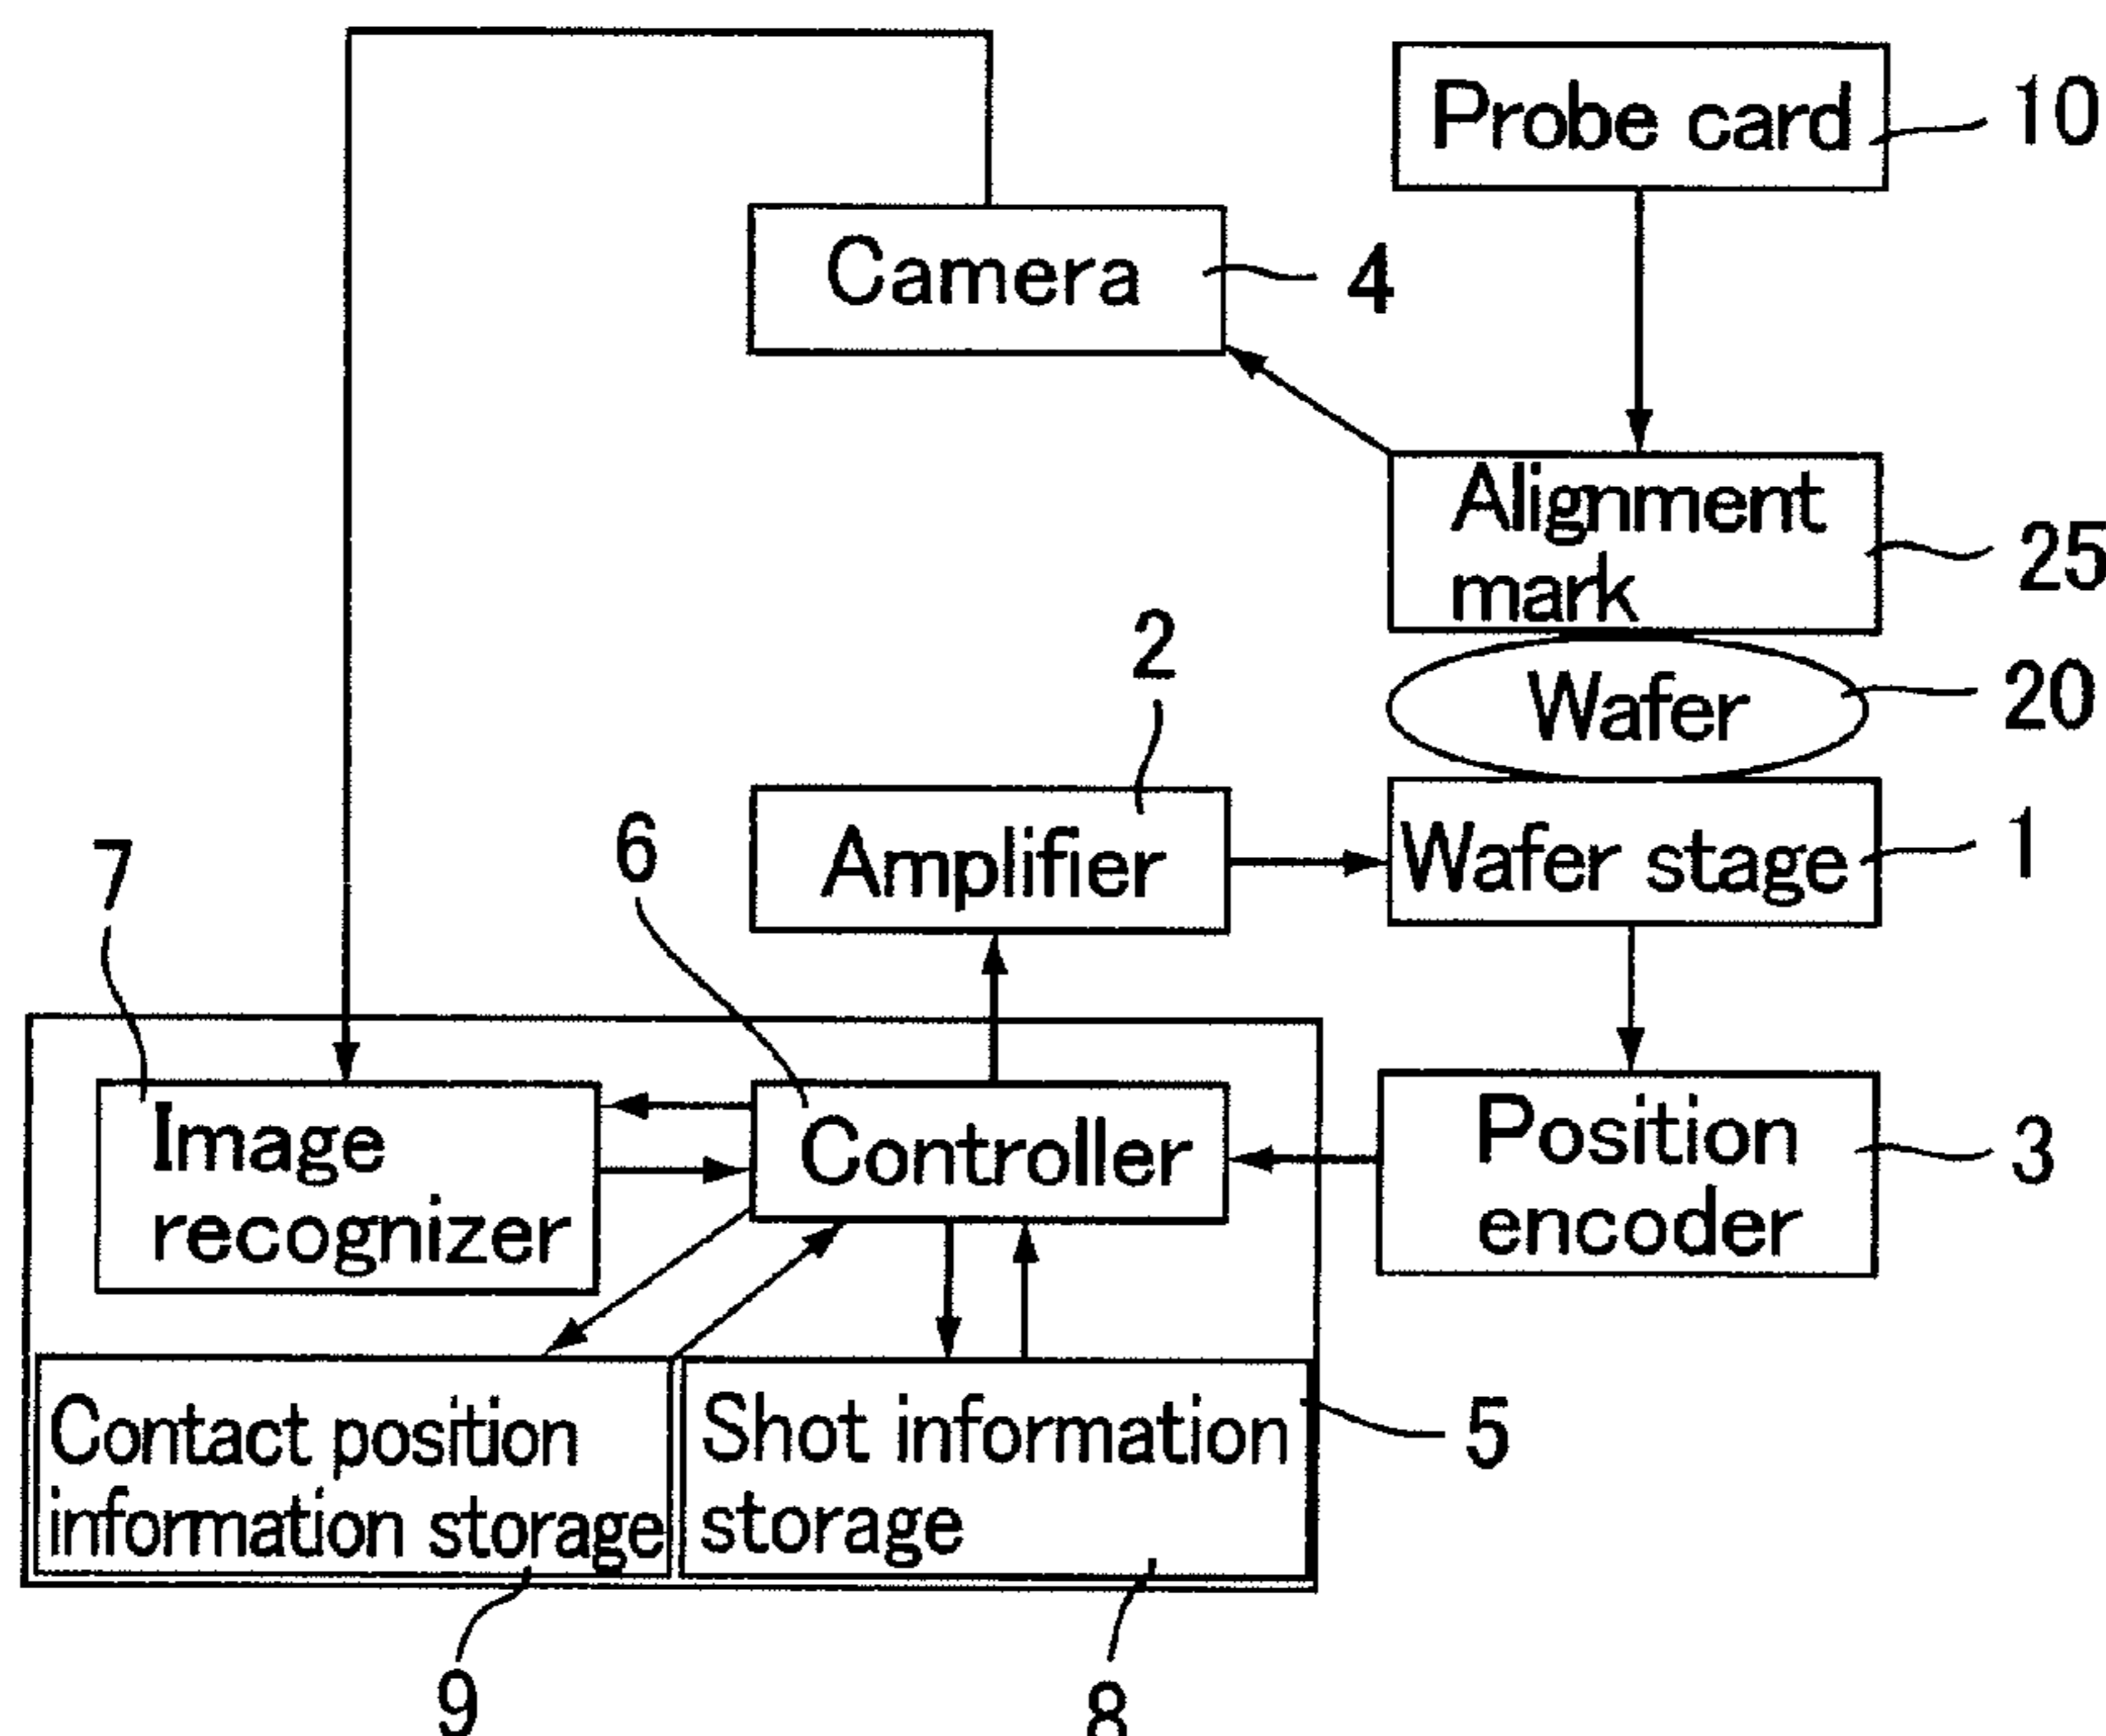 Probe card
10
Camera
4
Alignment
mark
25
2
Wafer
20
Amplifier
Wafer stage
1
6
7
Image
recognizer
Controller
Position
encoder
3
Contact position
information storage
Shot information
storage
5
9
8